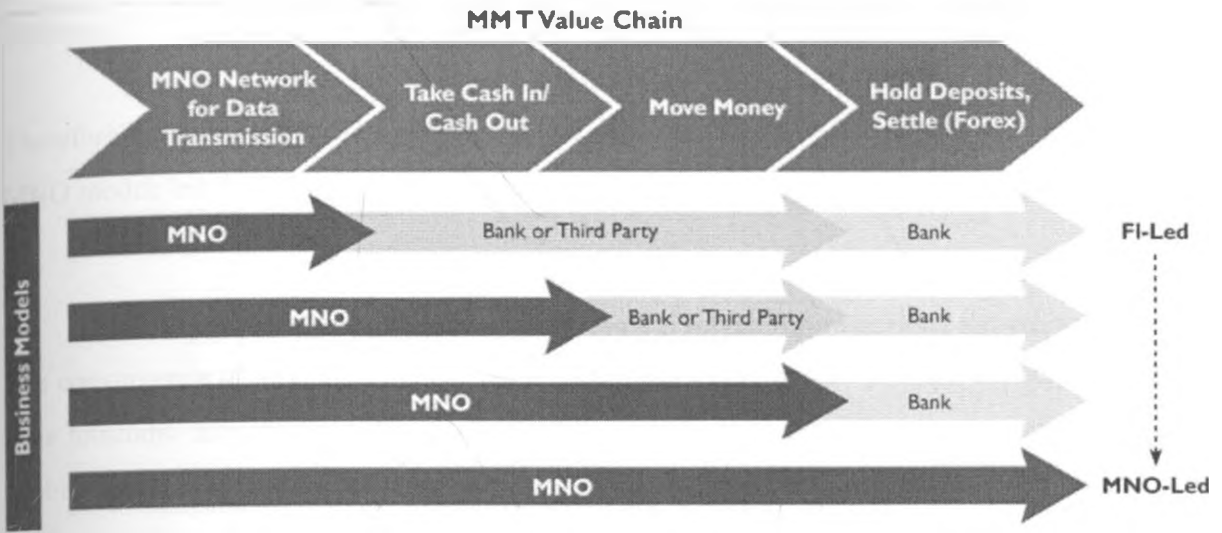 MMT Value Chain
MNO Network
for Data
Transmission
Take Cash In/
Cash Out
Move Money
Hold Deposits,
Settle (Forex)
Business Models
MNO
Bank or Third Party
Bank
FI-Led
MNO
Bank or Third Party
Bank
MNO
Bank
MNO
MNO-Led